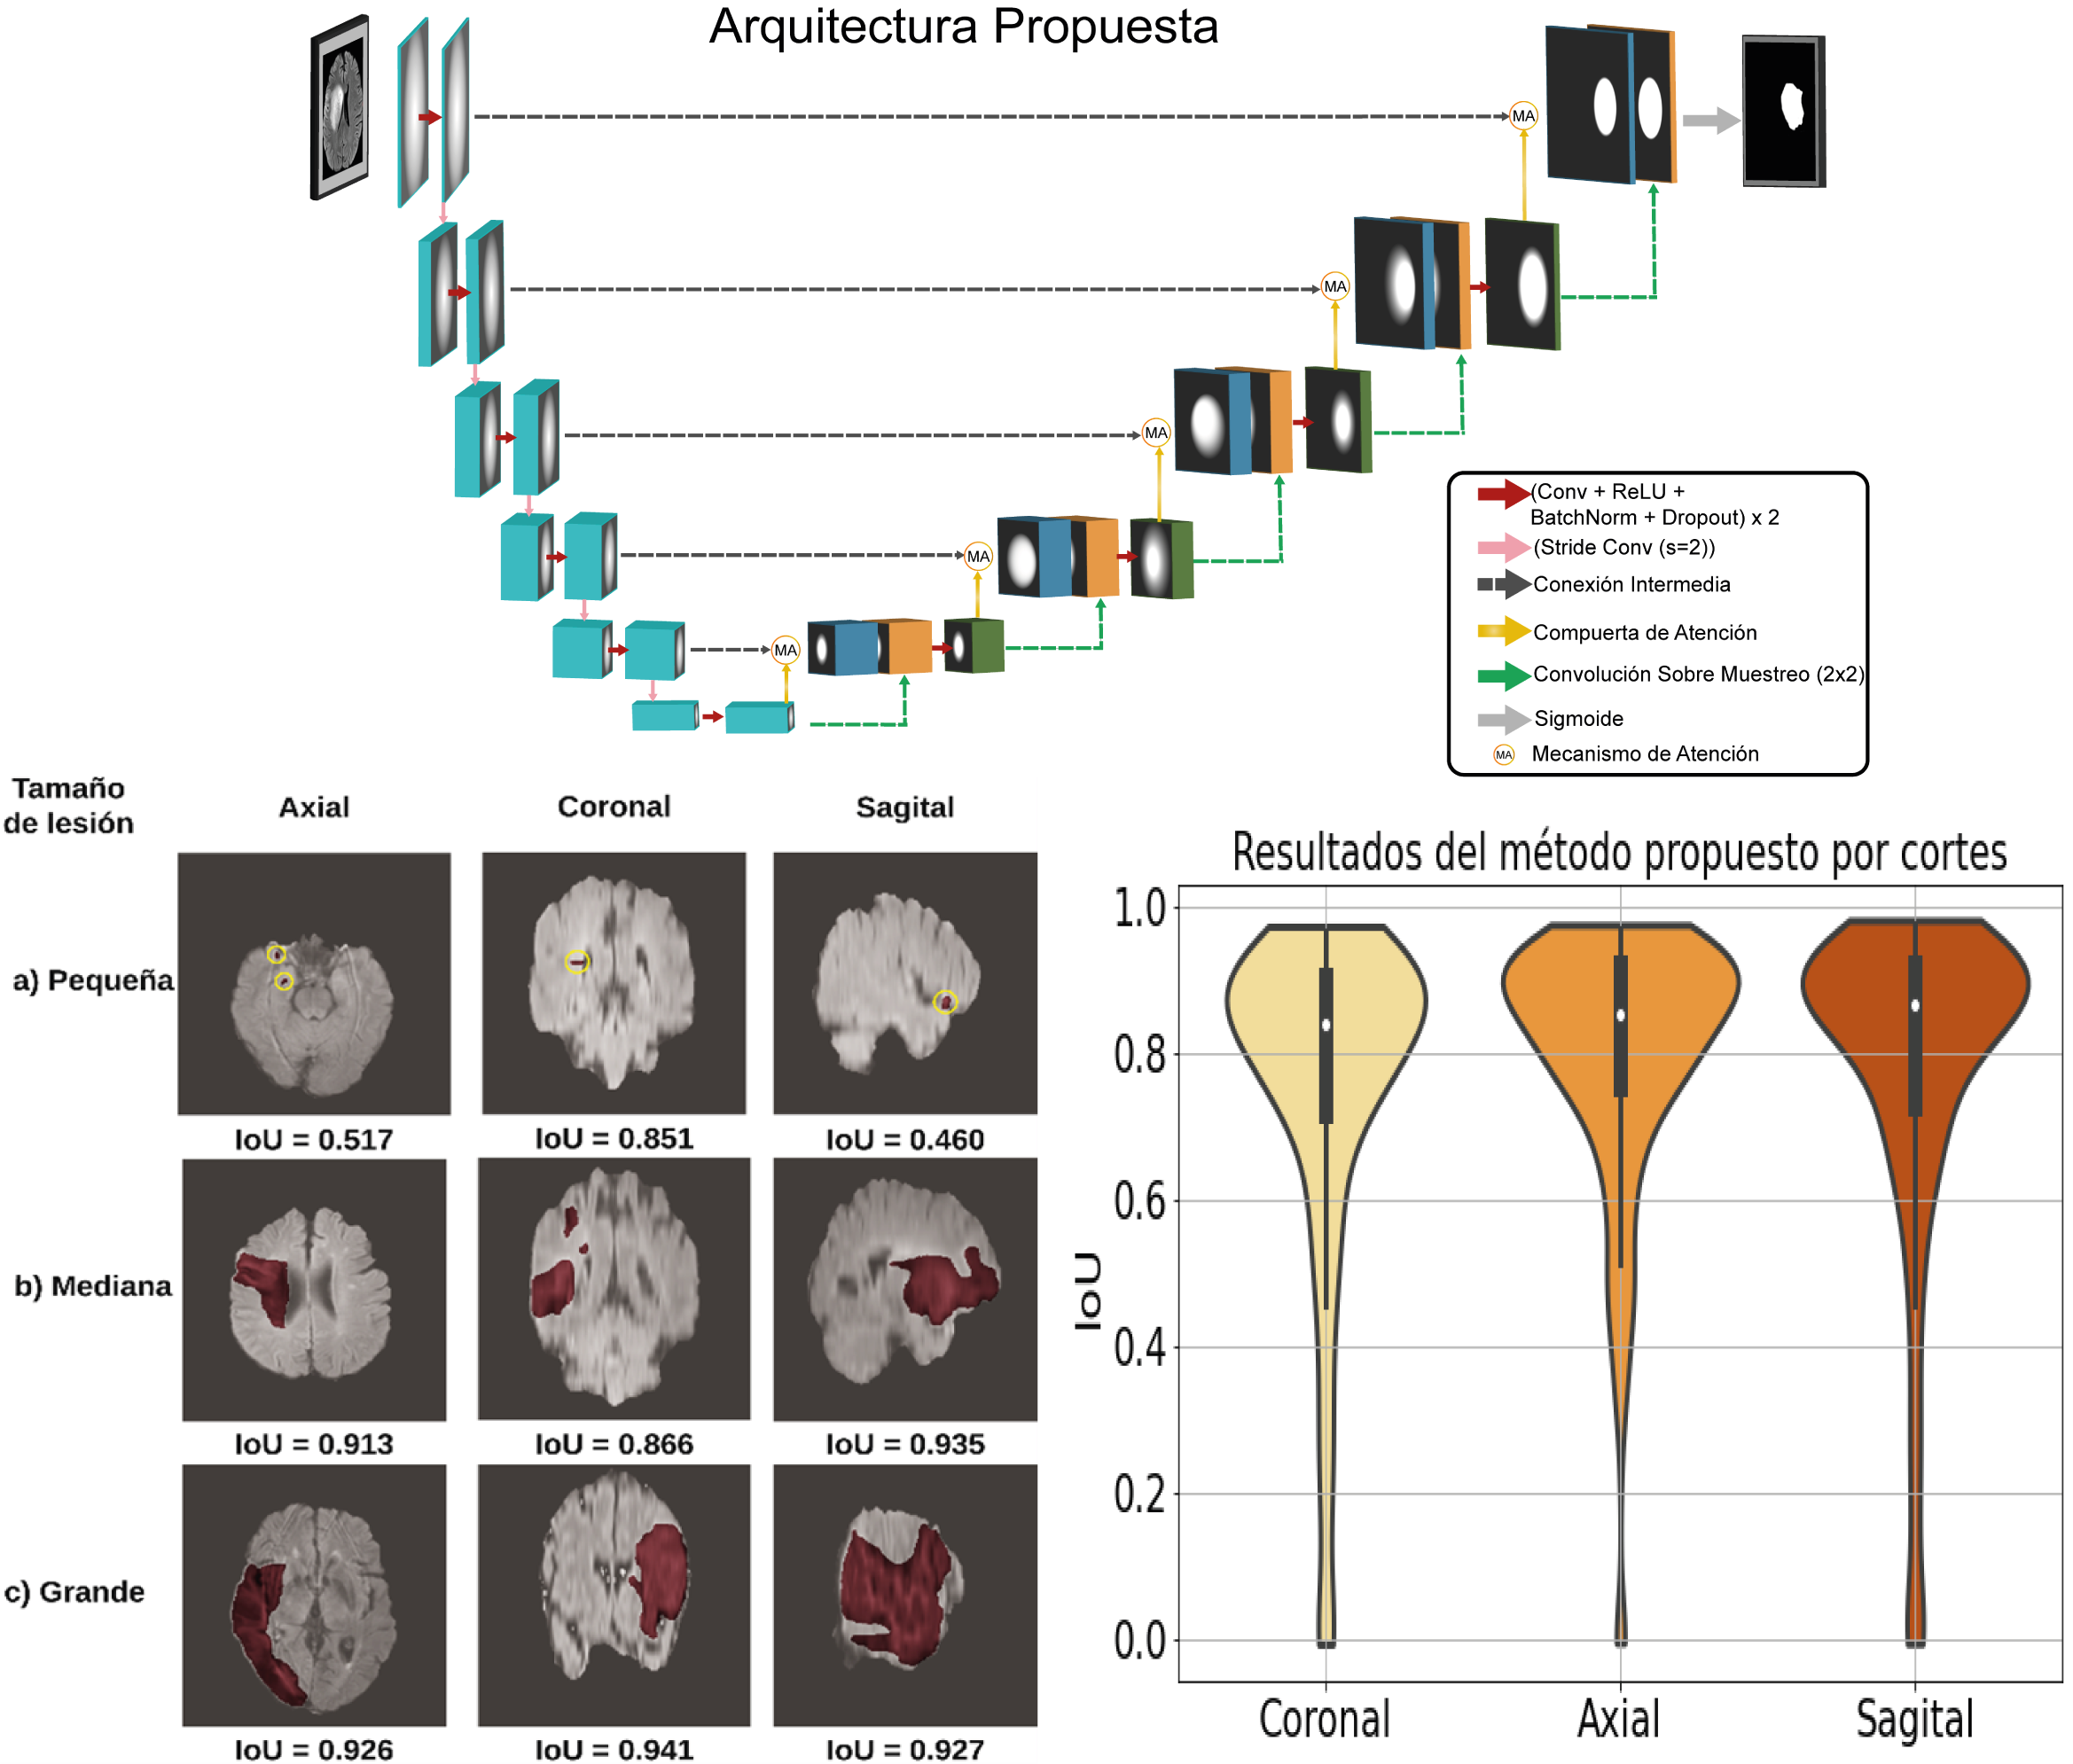 Arquitectura Propuesta
MA
MA
MA
MA
MA
(Conv + ReLU +
BatchNorm + Dropout) x 2
(Stride Conv (s=2))
Conexión Intermedia
Compuerta de Atención
Convolución Sobre Muestreo (2x2)
Sigmoide
MA Mecanismo de Atención
Tamaño
de lesión
Axial Coronal Sagital
a) Pequeña
IoU = 0.517 IoU = 0.851 IoU = 0.460
b) Mediana
IoU = 0.913 IoU = 0.866 IoU = 0.935
c) Grande
IoU = 0.926 IoU = 0.941 IoU = 0.927
Resultados del método propuesto por cortes
1.0
0.8
0.6
IoU
0.4
0.2
0.0
Coronal Axial Sagital